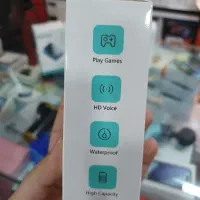 Play Games
HD Voice
Waterproof
High Capacity